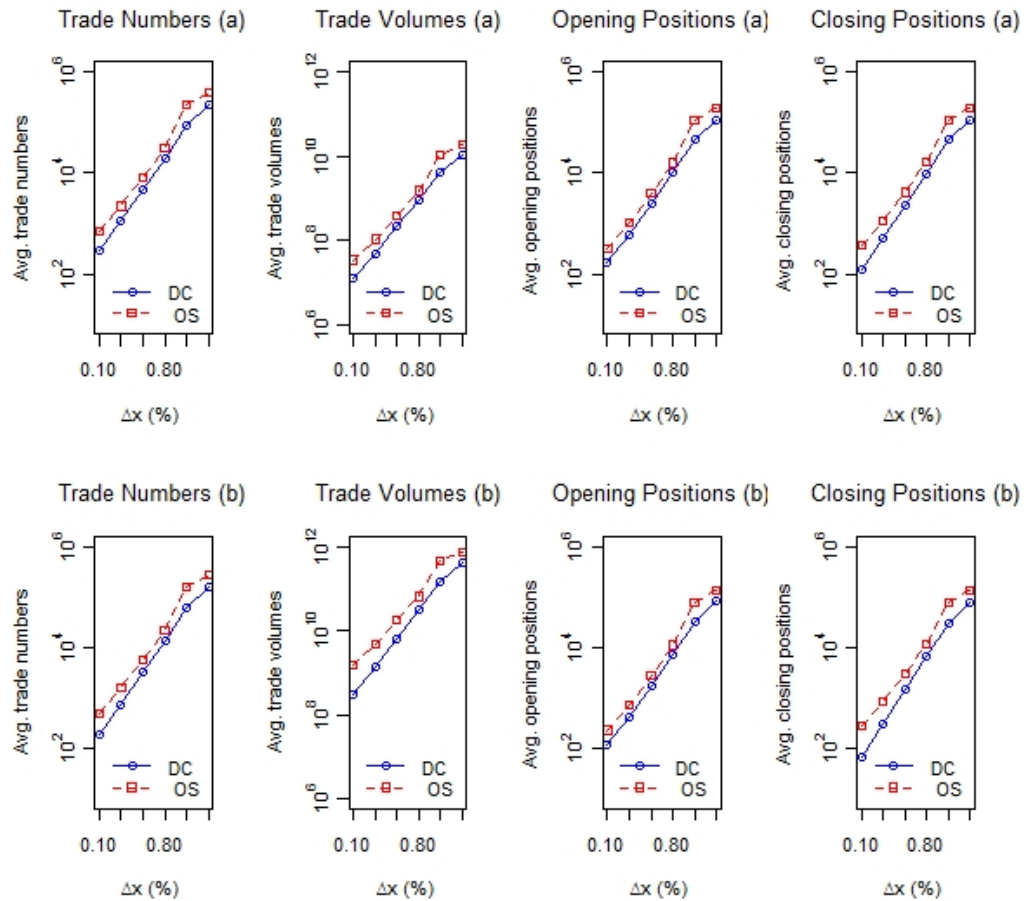 Trade Numbers (a)
Avg. trade numbers
10^6
10^4
10^2
DC
OS
0.10 0.80
Δx (%)
Trade Volumes (a)
Avg. trade volumes
10^12
10^10
10^8
10^6
DC
OS
0.10 0.80
Δx (%)
Opening Positions (a)
Avg. opening positions
10^6
10^4
10^2
DC
OS
0.10 0.80
Δx (%)
Closing Positions (a)
Avg. closing positions
10^6
10^4
10^2
DC
OS
0.10 0.80
Δx (%)
Trade Numbers (b)
Avg. trade numbers
10^6
10^4
10^2
DC
OS
0.10 0.80
Δx (%)
Trade Volumes (b)
Avg. trade volumes
10^12
10^10
10^8
10^6
DC
OS
0.10 0.80
Δx (%)
Opening Positions (b)
Avg. opening positions
10^6
10^4
10^2
DC
OS
0.10 0.80
Δx (%)
Closing Positions (b)
Avg. closing positions
10^6
10^4
10^2
DC
OS
0.10 0.80
Δx (%)